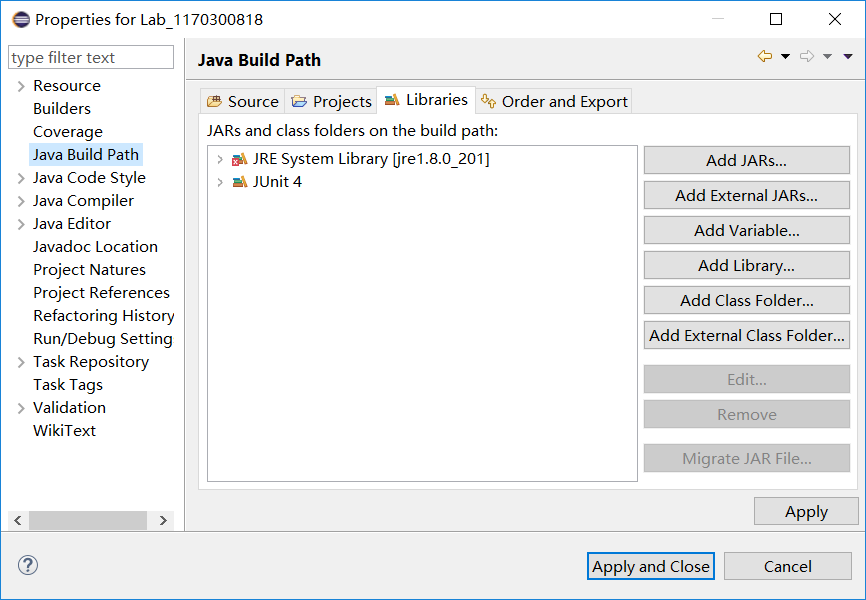 Properties for Lab_1170300818
type filter text
Resource
Builders
Coverage
Java Build Path
Java Code Style
Java Compiler
Java Editor
Javadoc Location
Project Natures
Project References
Refactoring History
Run/Debug Setting
Task Repository
Task Tags
Validation
WikiText
Java Build Path
Source Projects Libraries Order and Export
JARs and class folders on the build path:
JRE System Library [jre1.8.0_201]
JUnit 4
Add JARs...
Add External JARs...
Add Variable...
Add Library...
Add Class Folder...
Add External Class Folder...
Edit...
Remove
Migrate JAR File...
Apply
?
Apply and Close Cancel